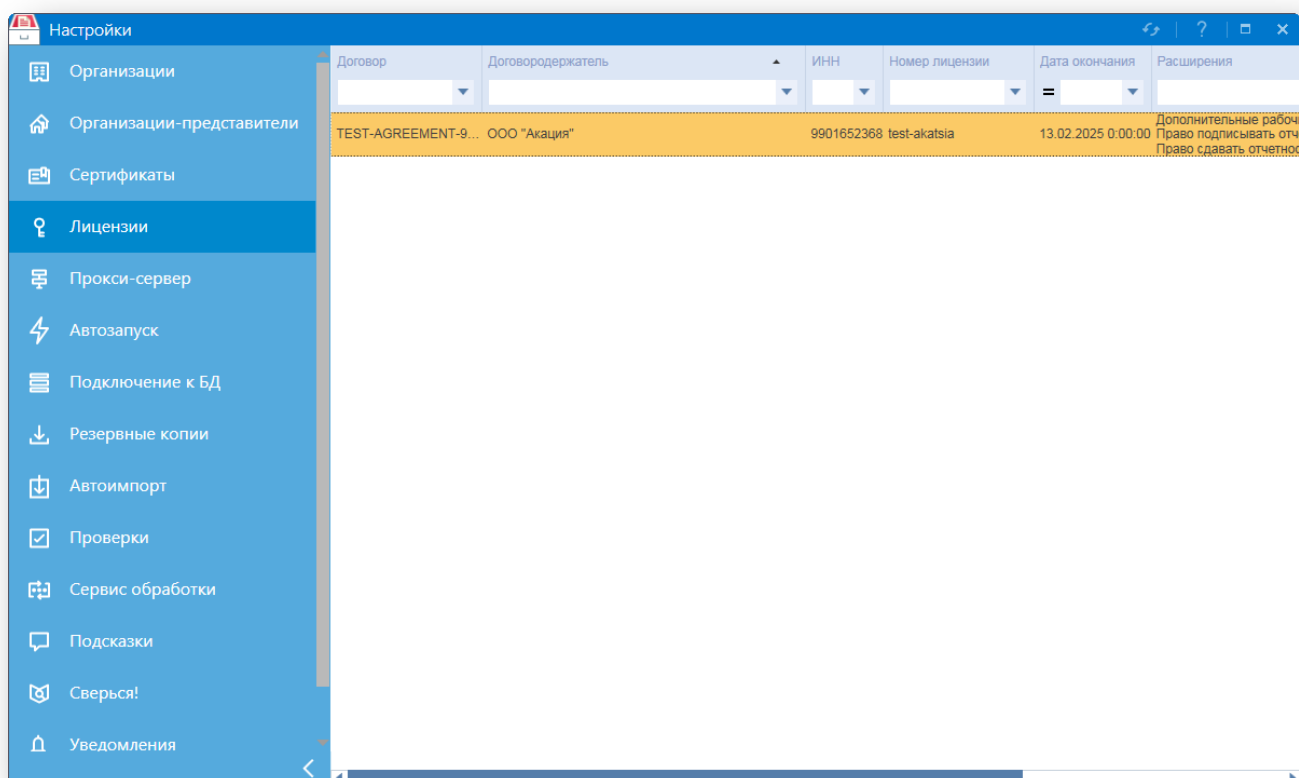 Настройки
Организации
Организации-представители
Сертификаты
Лицензии
Прокси-сервер
Автозапуск
Подключение к БД
Резервные копии
Автоимпорт
Проверки
Сервис обработки
Подсказки
Сверься!
Уведомления
Договор Договородержатель ИНН Номер лицензии Дата окончания Расширения
=
TEST-AGREEMENT-9... ООО "Акация" 9901652368 test-akatsia 13.02.2025 0:00:00 Дополнительные рабочи
Право подписывать отч
Право сдавать отчетнос